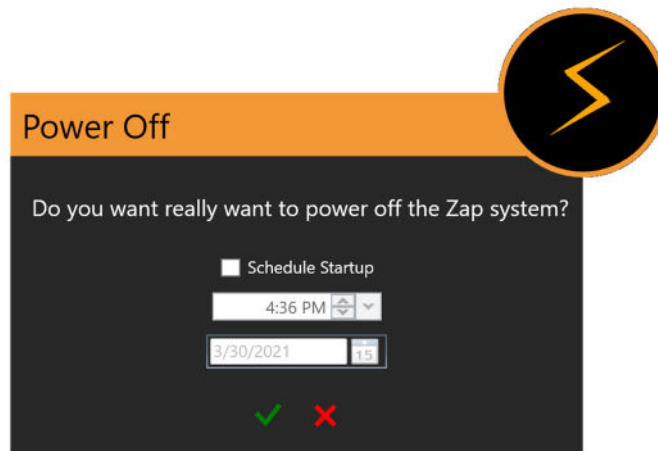 Power Off
Do you want really want to power off the Zap system?
Schedule Startup
4:36 PM
3/30/2021
15